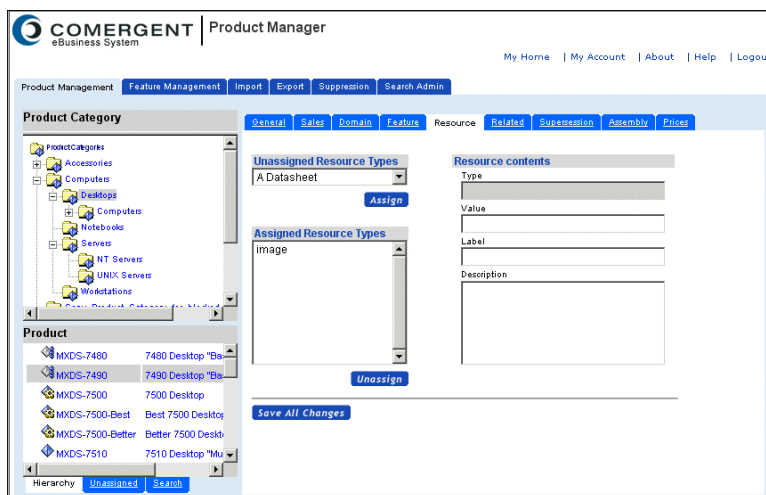 COMERGENT
eBusiness System
Product Manager
My Home | My Account | About | Help | Logou
Product Management Feature Management Import Export Suppression Search Admin
Product Category
ProductCategories
Accessories
Computers
Desktops
Computers
Notebooks
Servers
NT Servers
UNIX Servers
Workstations
Product
MXDS-7480 7480 Desktop "Ba
MXDS-7490 7490 Desktop "Ba
MXDS-7500 7500 Desktop
MXDS-7500-Best Best 7500 Deskto
MXDS-7500-Better Better 7500 Deskt
MXDS-7510 7510 Desktop "Mu
Hierarchy Unassigned Search
General Sales Domain Feature Resource Related Supersession Assembly Prices
Unassigned Resource Types
A Datasheet
Assign
Assigned Resource Types
image
Unassign
Save All Changes
Resource contents
Type
Value
Label
Description